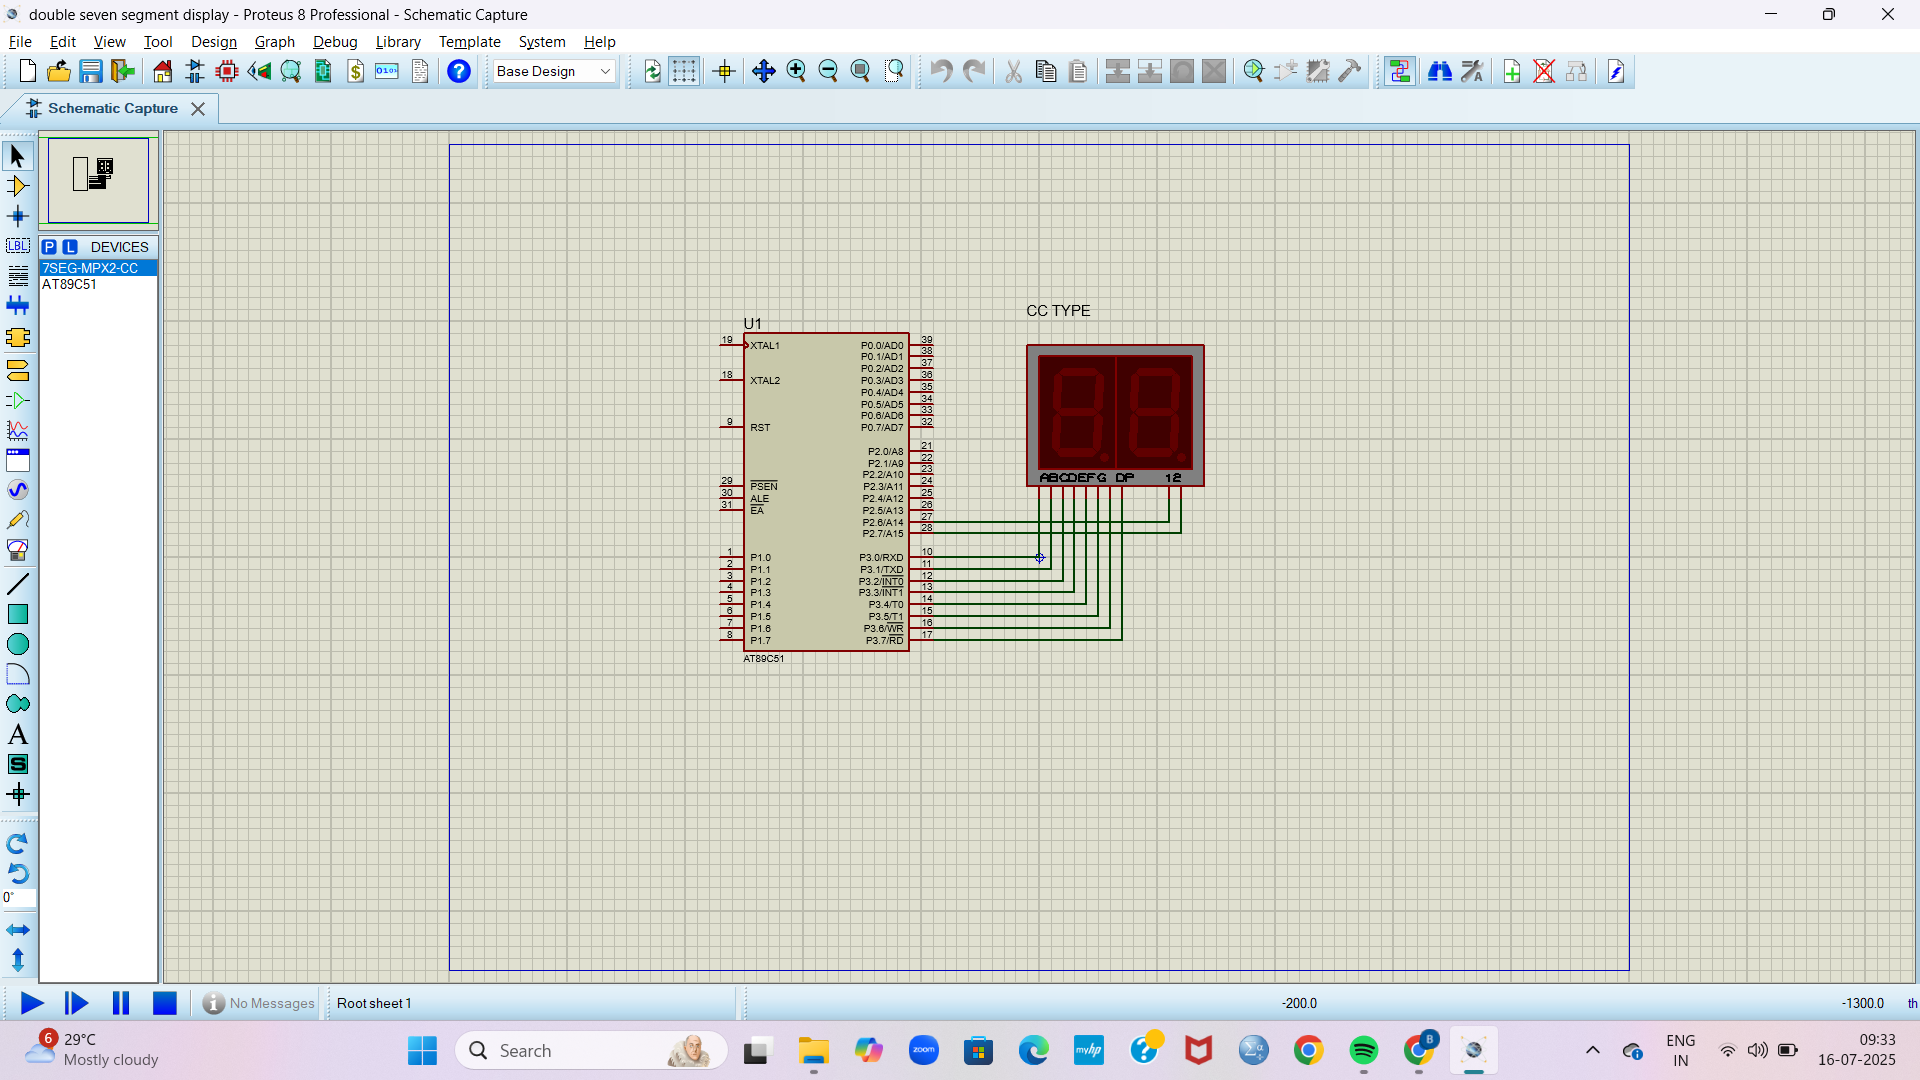 double seven segment display - Proteus 8 Professional - Schematic Capture
File Edit View Tool Design Graph Debug Library Template System Help
Base Design
Schematic Capture
P L DEVICES
7SEG-MPX2-CC
AT89C51
LBL
A
S
0°
CC TYPE
U1
19 XTAL1 P0.0/AD0 39
P0.1/AD1 38
P0.2/AD2 37
18 XTAL2 P0.3/AD3 36
P0.4/AD4 35
P0.5/AD5 34
P0.6/AD6 33
9 RST P0.7/AD7 32
P2.0/A8 21
P2.1/A9 22
P2.2/A10 23
29 PSEN P2.3/A11 24
30 ALE P2.4/A12 25
31 EA P2.5/A13 26
P2.6/A14 27
P2.7/A15 28
1 P1.0 P3.0/RXD 10
2 P1.1 P3.1/TXD 11
3 P1.2 P3.2/INT0 12
4 P1.3 P3.3/INT1 13
5 P1.4 P3.4/T0 14
6 P1.5 P3.5/T1 15
7 P1.6 P3.6/WR 16
8 P1.7 P3.7/RD 17
AT89C51
ABCDEFG DP 12
No Messages Root sheet 1 -200.0 -1300.0 th
6 29°C
Mostly cloudy
Search
zoom
myhp
B
ENG
IN
09:33
16-07-2025